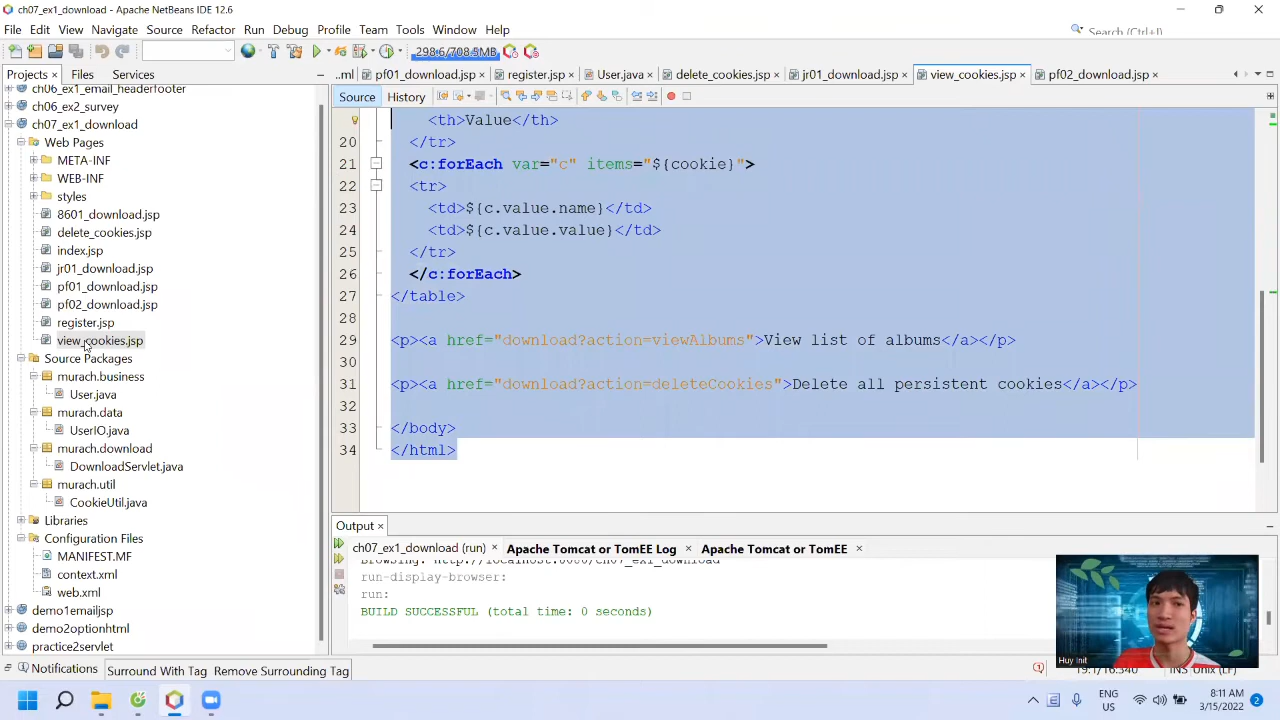 ch07_ex1_download - Apache NetBeans IDE 12.6
File Edit View Navigate Source Refactor Run Debug Profile Team Tools Window Help
Search (Ctrl+I)
298.6/708.5MB
Projects Files Services
..ml pf01_download.jsp register.jsp User.java delete_cookies.jsp jr01_download.jsp view_cookies.jsp pf02_download.jsp
Source History
ch06_ex1_email_headerfooter
ch06_ex2_survey
ch07_ex1_download
Web Pages
META-INF
WEB-INF
styles
8601_download.jsp
delete_cookies.jsp
index.jsp
jr01_download.jsp
pf01_download.jsp
pf02_download.jsp
register.jsp
view_cookies.jsp
Source Packages
murach.business
User.java
murach.data
UserIO.java
murach.download
DownloadServlet.java
murach.util
CookieUtil.java
Libraries
Configuration Files
MANIFEST.MF
context.xml
web.xml
demo1emailjsp
demo2optionhtml
practice2servlet
<th>Value</th>
20 </tr>
21 <c:forEach var="c" items="${cookie}">
22 <tr>
23 <td>${c.value.name}</td>
24 <td>${c.value.value}</td>
25 </tr>
26 </c:forEach>
27 </table>
28
29 <p><a href="download?action=viewAlbums">View list of albums</a></p>
30
31 <p><a href="download?action=deleteCookies">Delete all persistent cookies</a></p>
32
33 </body>
34 </html>
Output
ch07_ex1_download (run) Apache Tomcat or TomEE Log Apache Tomcat or TomEE
Browsing: http://localhost:8080/ch07_ex1_download
run-display-browser:
run:
BUILD SUCCESSFUL (total time: 0 seconds)
Huy Init
Notifications Surround With Tag Remove Surrounding Tag
19:1/16:340 INS Unix (LF)
ENG
US
8:11 AM
3/15/2022
2